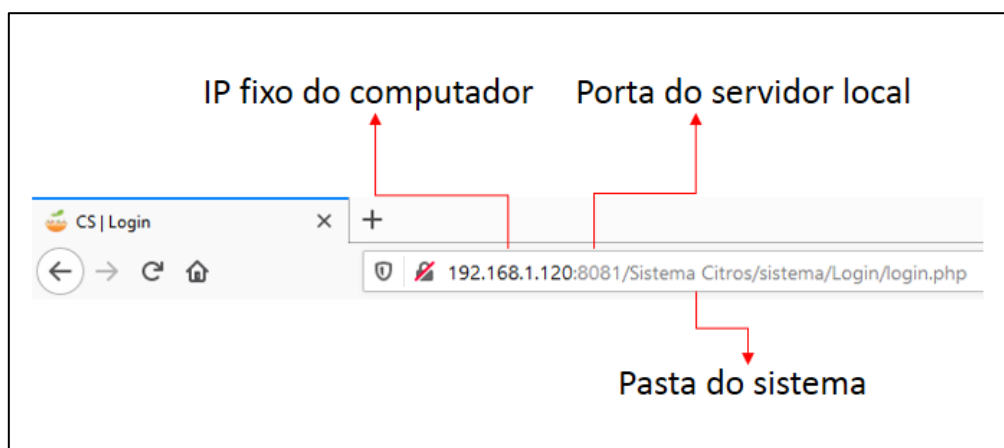 IP fixo do computador Porta do servidor local
CS | Login
192.168.1.120:8081/Sistema Citros/sistema/Login/login.php
Pasta do sistema